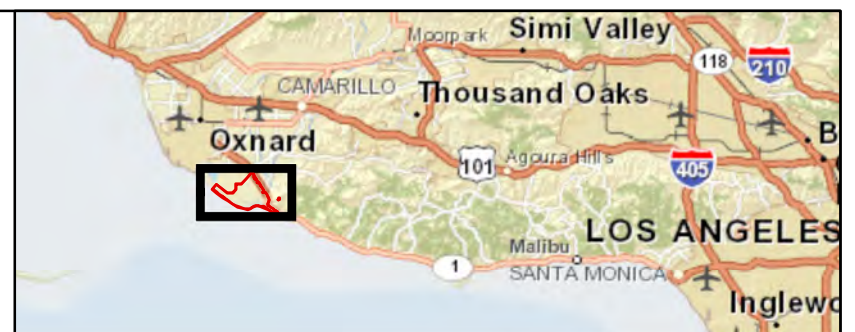 Simi Valley
Moorpark
118
210
CAMARILLO
Thousand Oaks
B
Oxnard
101
Agoura Hills
405
LOS ANGELES
Malibu
1
SANTA MONICA
Inglewo